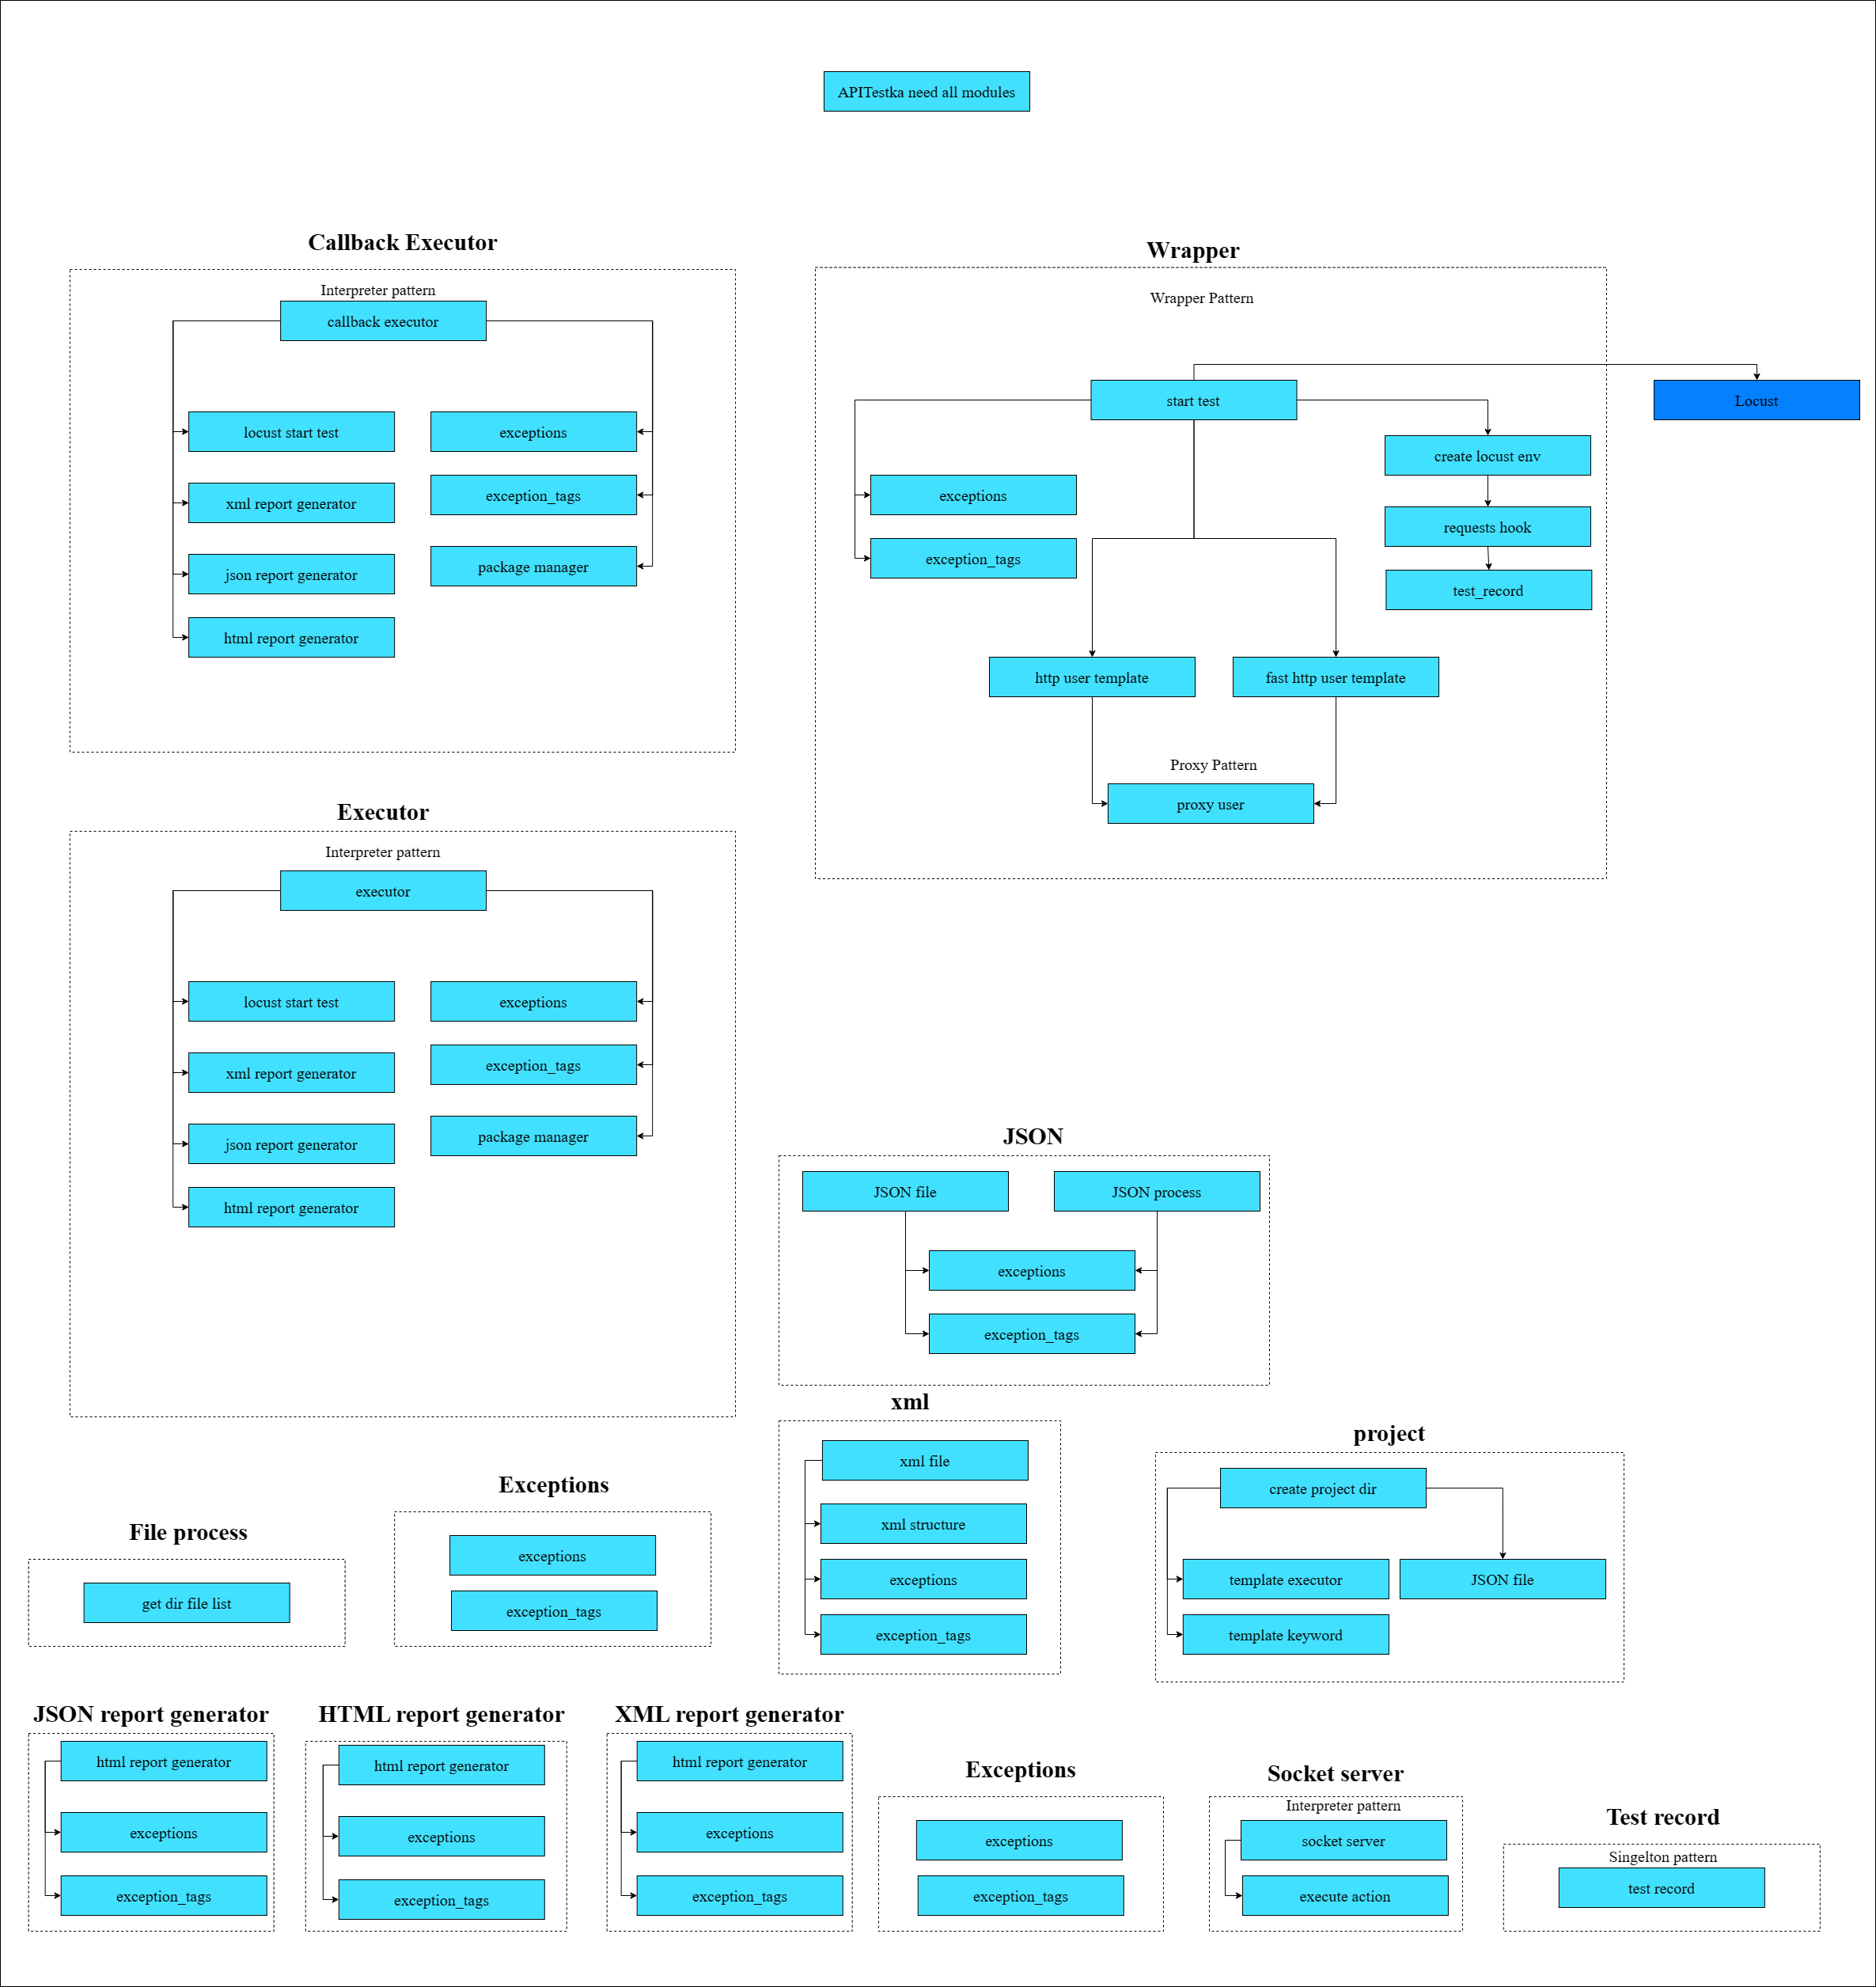 APITestka need all modules
Callback Executor
Interpreter pattern
callback executor
locust start test
exceptions
xml report generator
exception_tags
json report generator
package manager
html report generator
Wrapper
Wrapper Pattern
start test
Locust
create locust env
exceptions
requests hook
exception_tags
test_record
http user template
fast http user template
Proxy Pattern
proxy user
Executor
Interpreter pattern
executor
locust start test
exceptions
xml report generator
exception_tags
json report generator
package manager
html report generator
JSON
JSON file
JSON process
exceptions
exception_tags
xml
xml file
xml structure
exceptions
exception_tags
project
create project dir
template executor
JSON file
template keyword
File process
get dir file list
Exceptions
exceptions
exception_tags
JSON report generator
html report generator
exceptions
exception_tags
HTML report generator
html report generator
exceptions
exception_tags
XML report generator
html report generator
exceptions
exception_tags
Exceptions
exceptions
exception_tags
Socket server
Interpreter pattern
socket server
execute action
Test record
Singelton pattern
test record